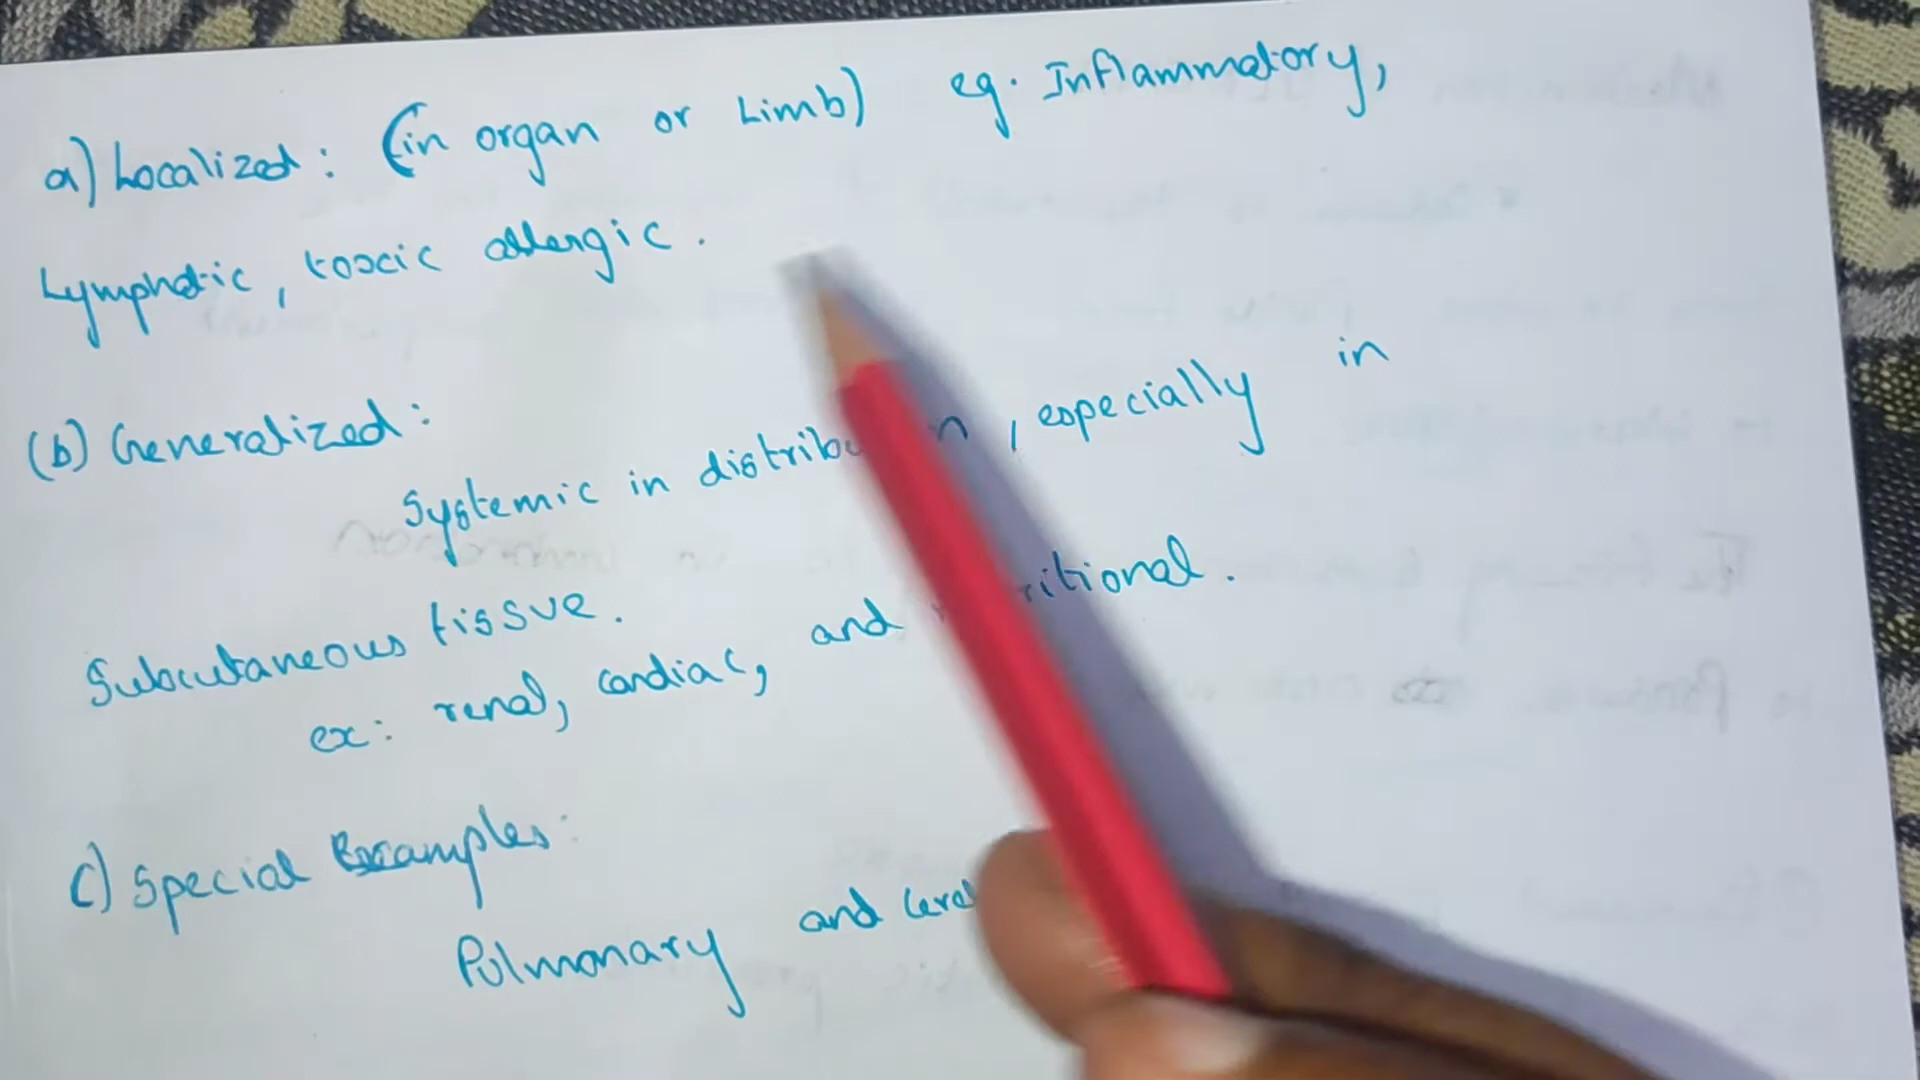 a) Localized: (in organ or Limb) eg. Inflammatory,
Lymphatic, toxic allergic.
(b) Generalized:
Systemic in , especially in
Subcutaneous tissue.
ex: renal, cardiac, and
c) Special Examples:
Pulmonary and